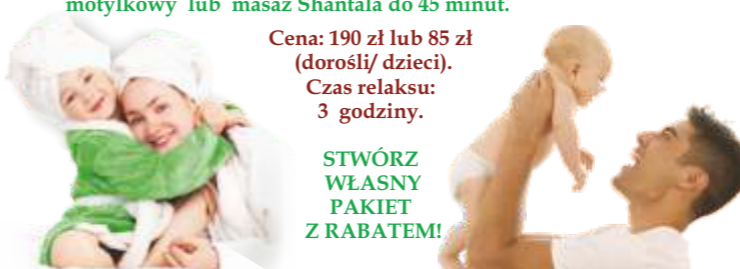 motylkowy lub masaż Shantala do 45 minut.
Cena: 190 zł lub 85 zł
(dorośli/ dzieci).
Czas relaksu:
3 godziny.
STWÓRZ
WŁASNY
PAKIET
Z RABATEM!